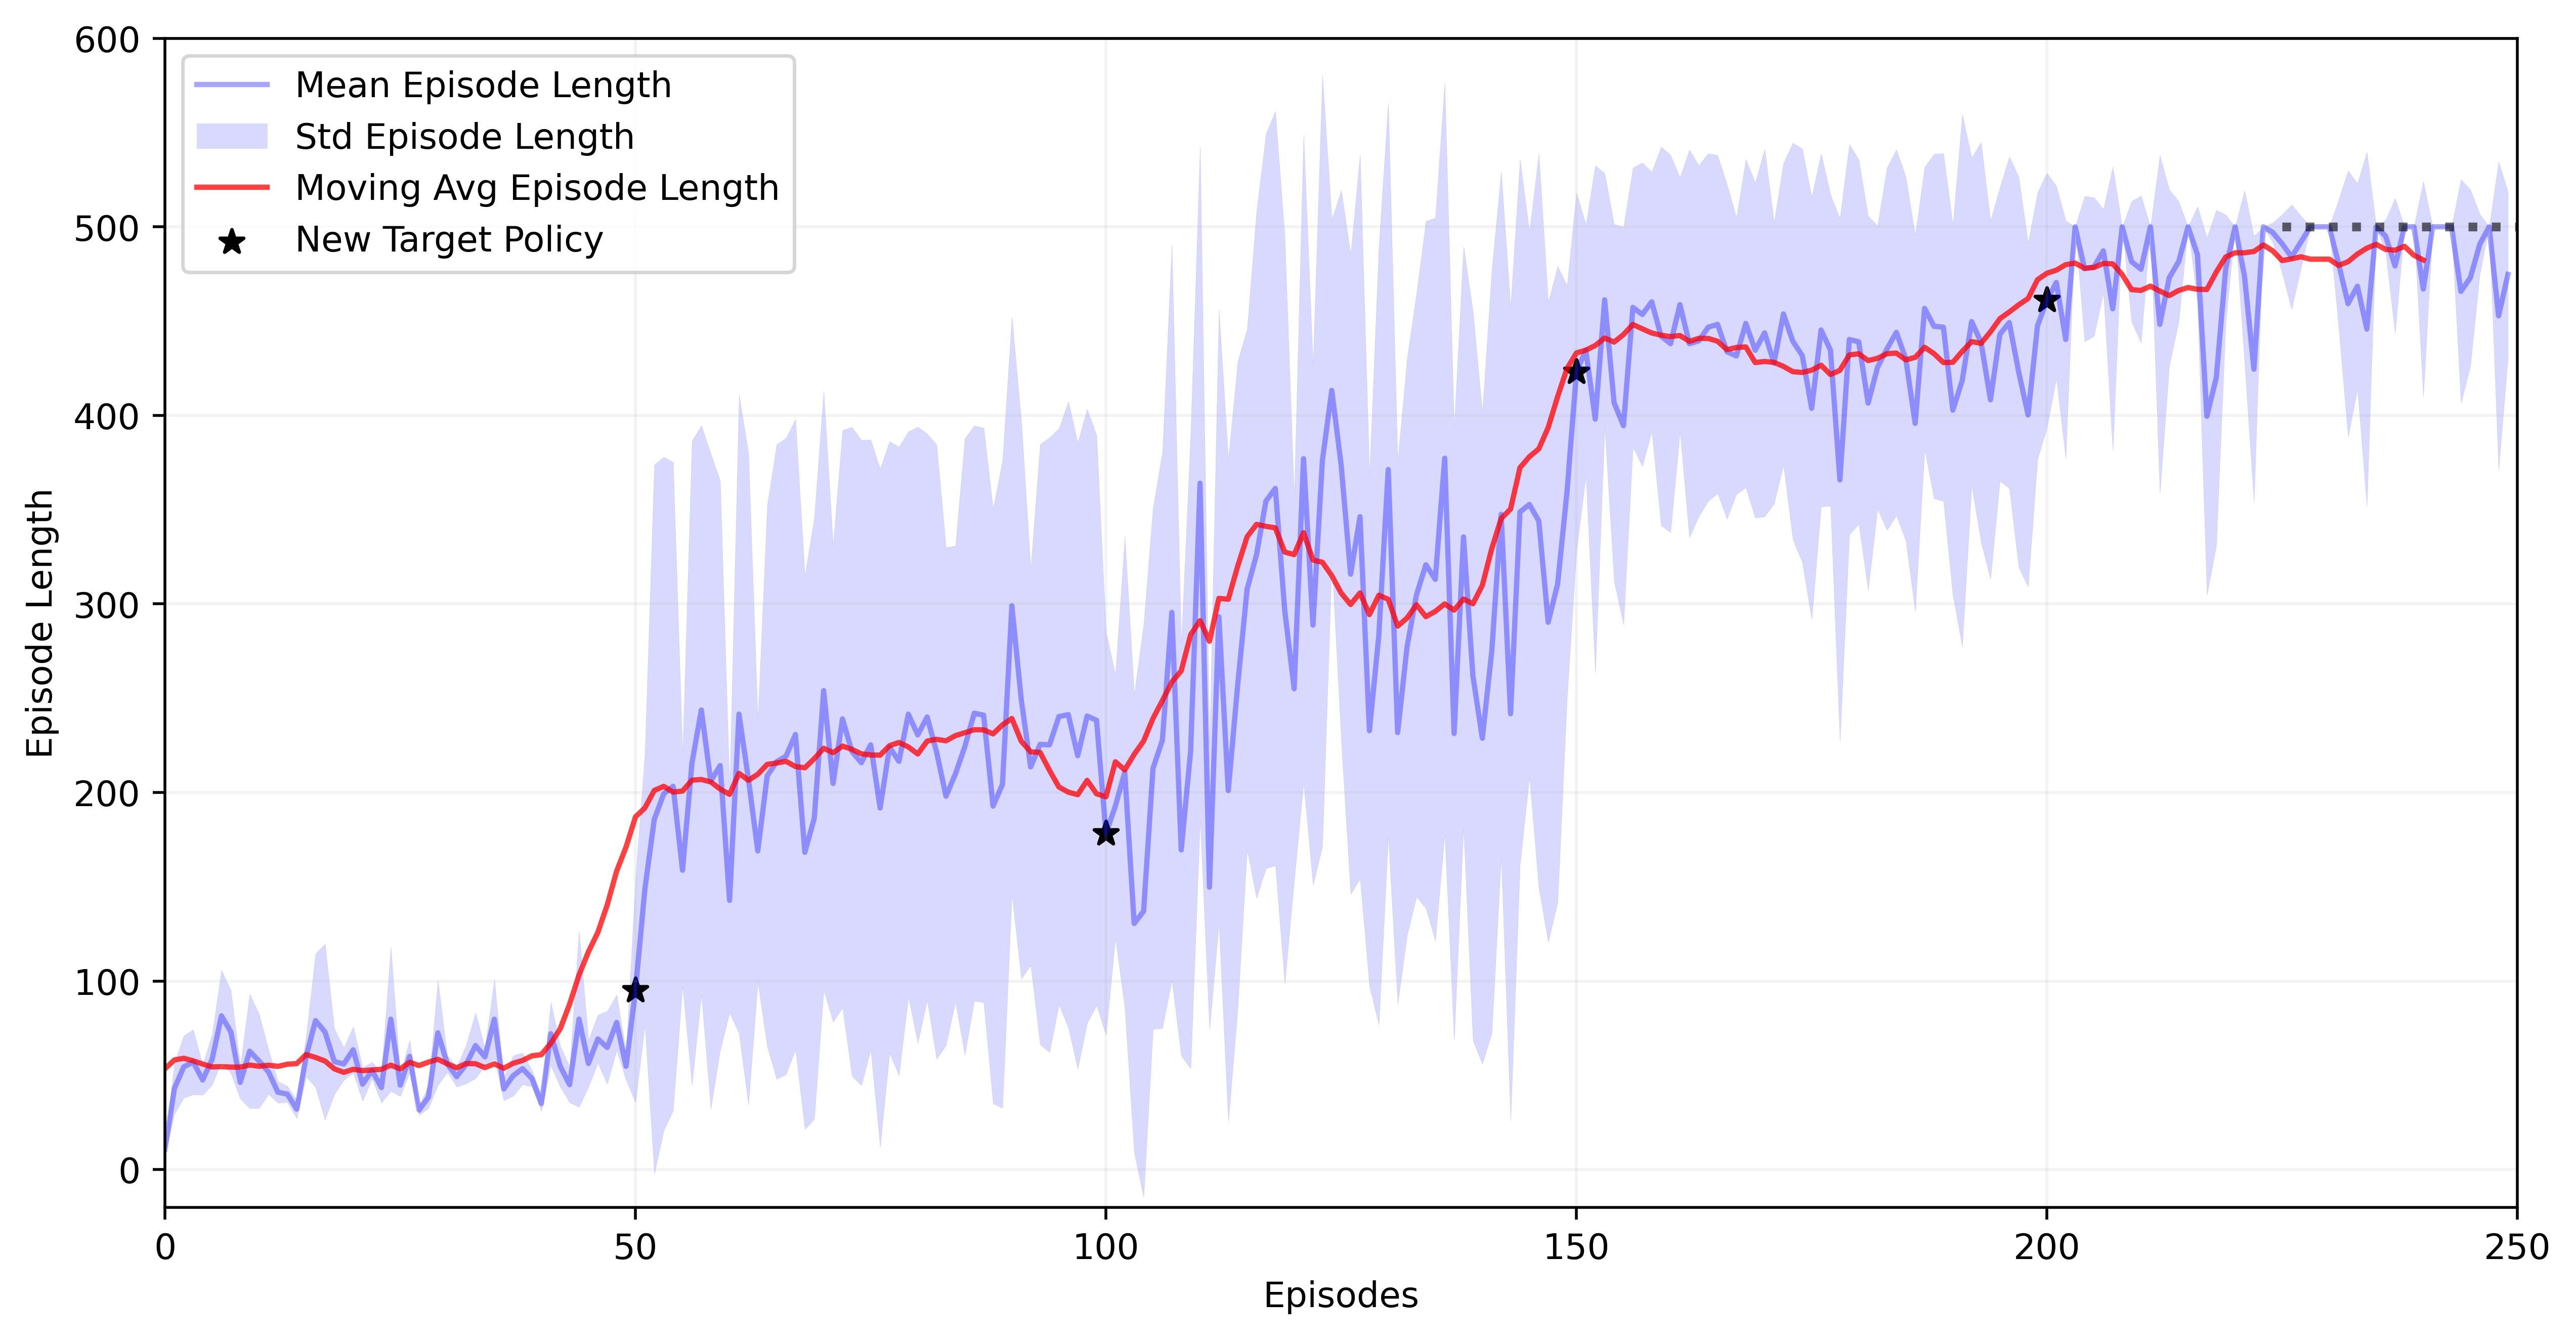 600
500
400
300
200
100
0
Episode Length
Mean Episode Length
Std Episode Length
Moving Avg Episode Length
New Target Policy
0 50 100 150 200 250
Episodes